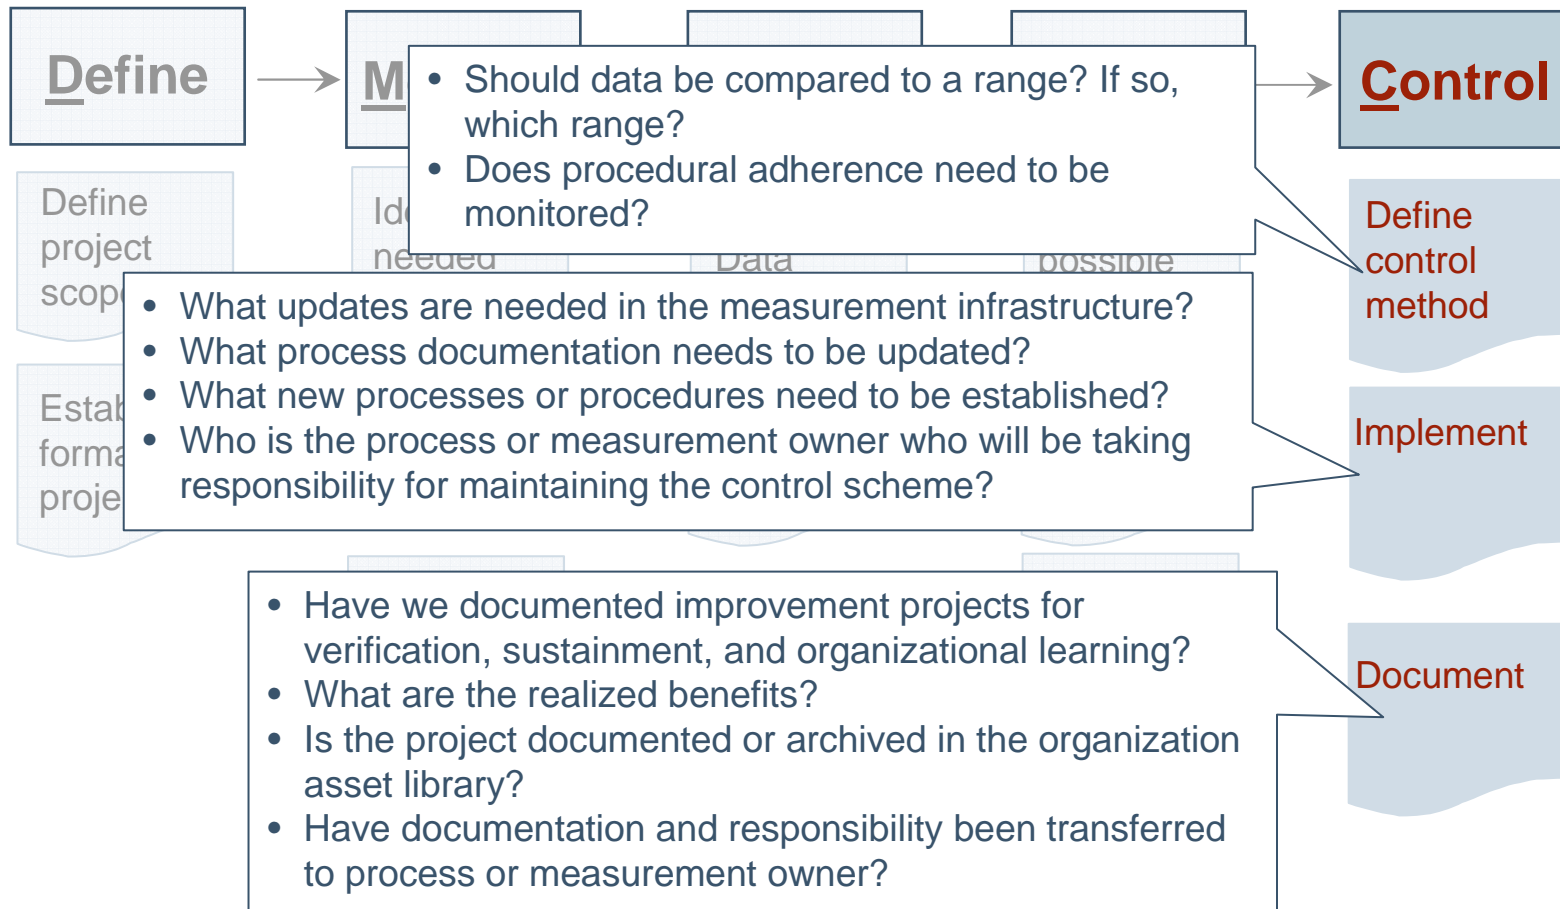 Define
Control
• Should data be compared to a range? If so,
which range?
• Does procedural adherence need to be
monitored?
Define
project
needed
Data
possible
Define
control
method
• What updates are needed in the measurement infrastructure?
• What process documentation needs to be updated?
• What new processes or procedures need to be established?
• Who is the process or measurement owner who will be taking
responsibility for maintaining the control scheme?
Implement
• Have we documented improvement projects for
verification, sustainment, and organizational learning?
• What are the realized benefits?
• Is the project documented or archived in the organization
asset library?
• Have documentation and responsibility been transferred
to process or measurement owner?
Document